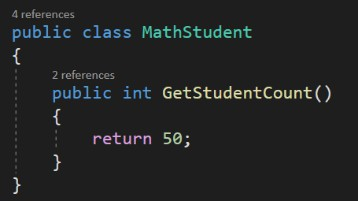 4 references
public class MathStudent
{
2 references
public int GetStudentCount()
{
return 50;
}
}